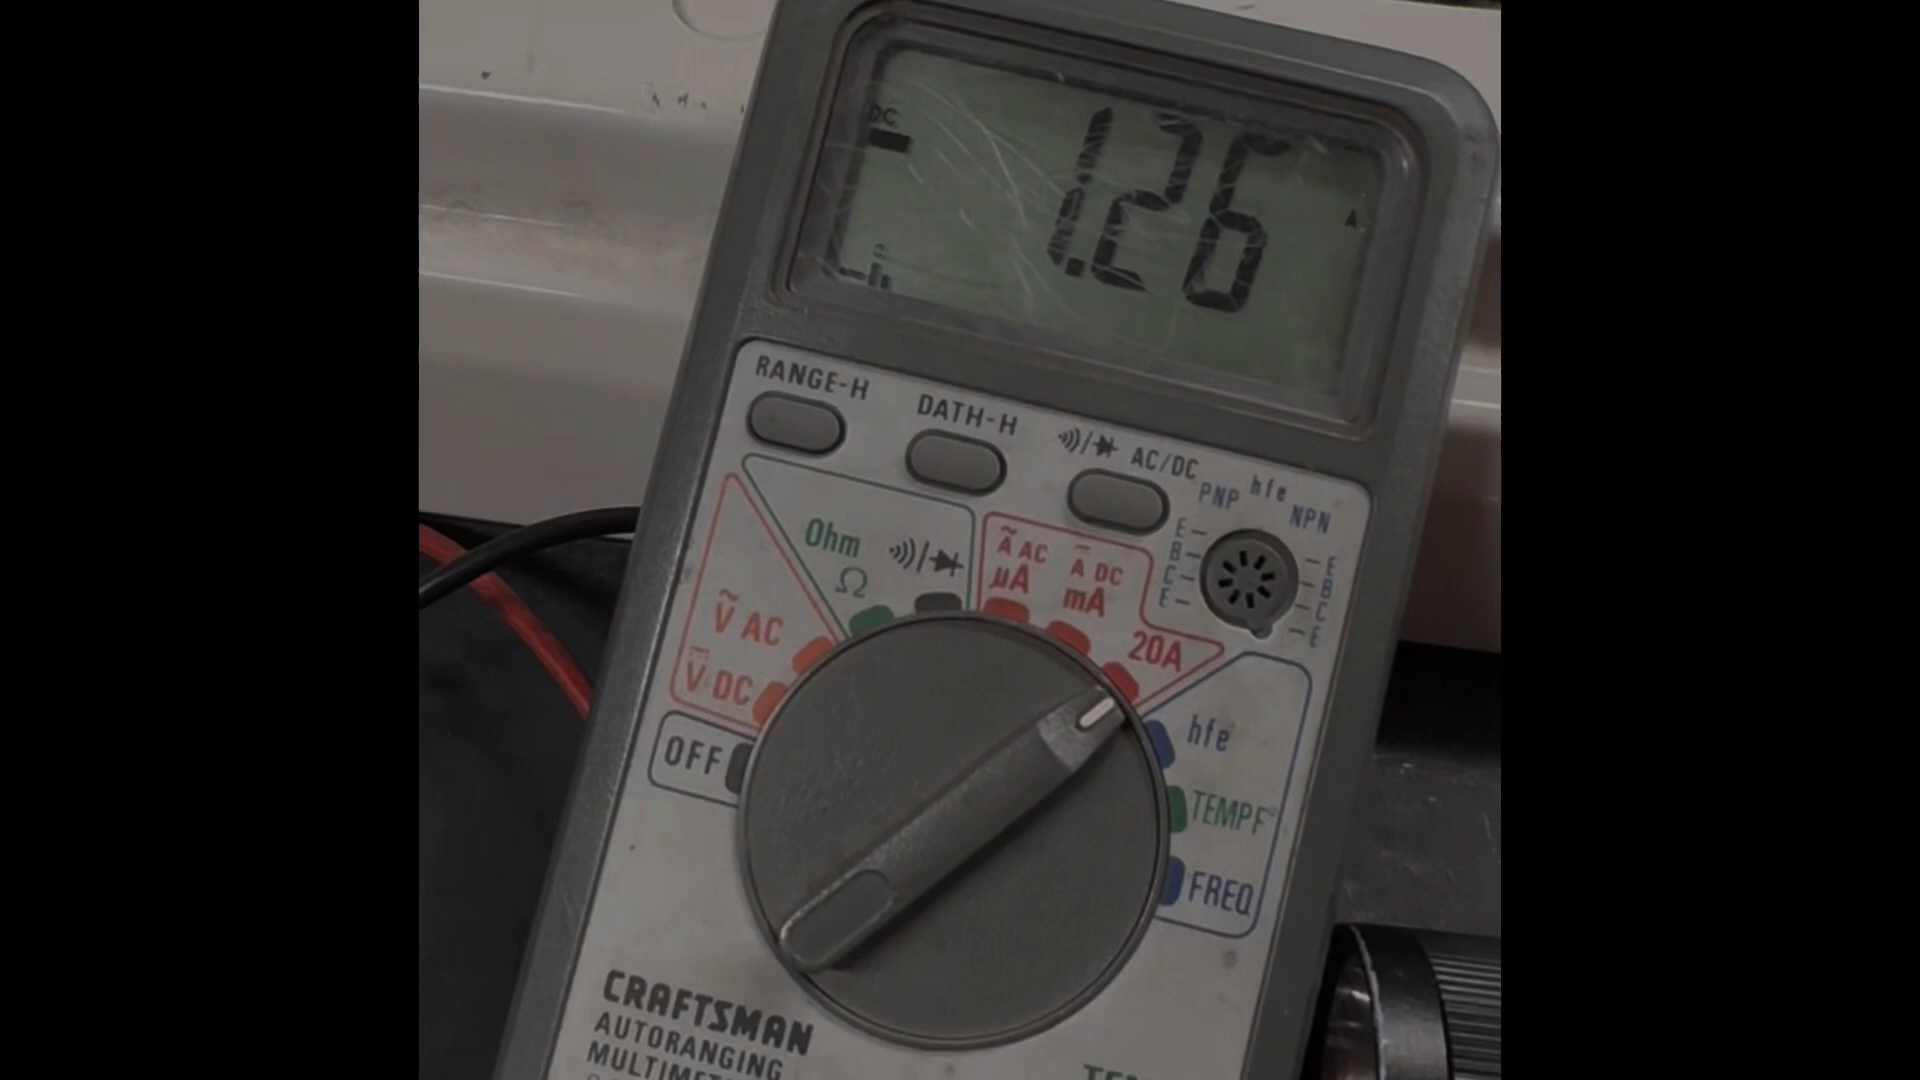 DC
1.26
A
RANGE-H
DATH-H
AC/DC
PNP hfe NPN
E
B
C
E
E
B
C
E
Ohm
Ω
A AC
µA
A DC
mA
20A
V AC
V DC
OFF
hfe
TEMPF°
FREQ
CRAFTSMAN
AUTORANGING